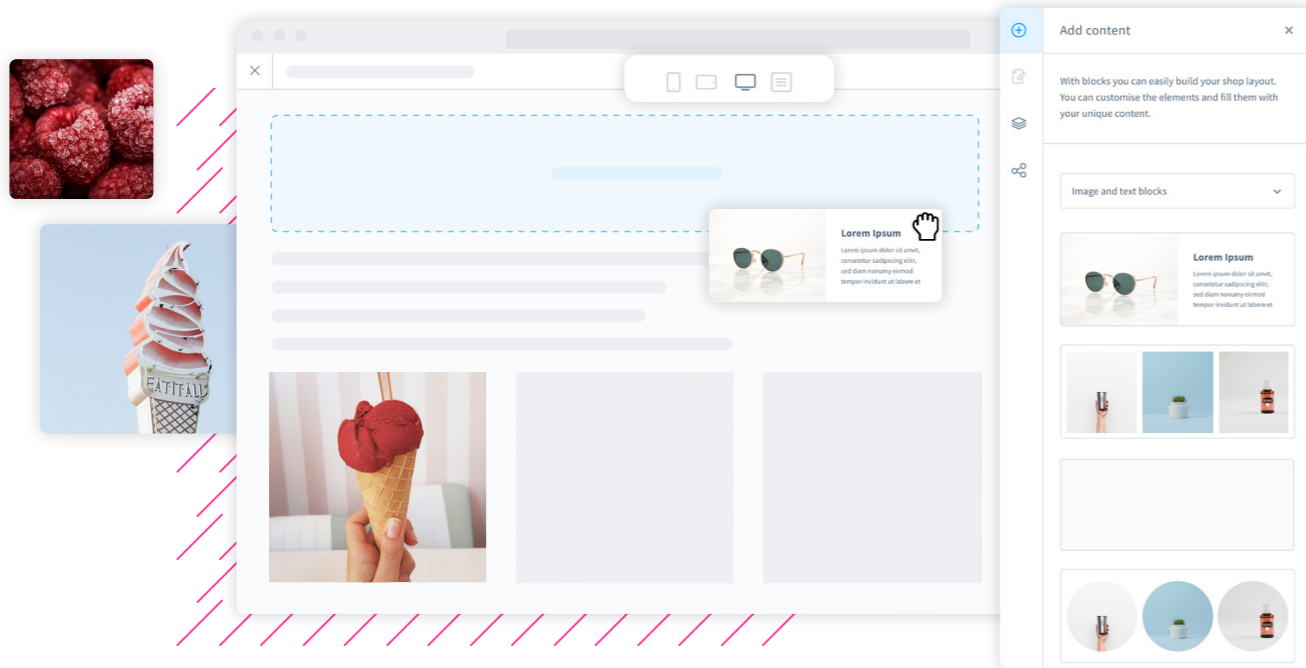 Add content
With blocks you can easily build your shop layout.
You can customise the elements and fill them with
your unique content.
Image and text blocks
Lorem Ipsum
Lorem ipsum dolor sit amet,
consetetur sadipscing elitr,
sed diam nonumy eirmod
tempor invidunt ut labore et
Lorem Ipsum
Lorem ipsum dolor sit amet,
consetetur sadipscing elitr,
sed diam nonumy eirmod
tempor invidunt ut labore et
EATITALL